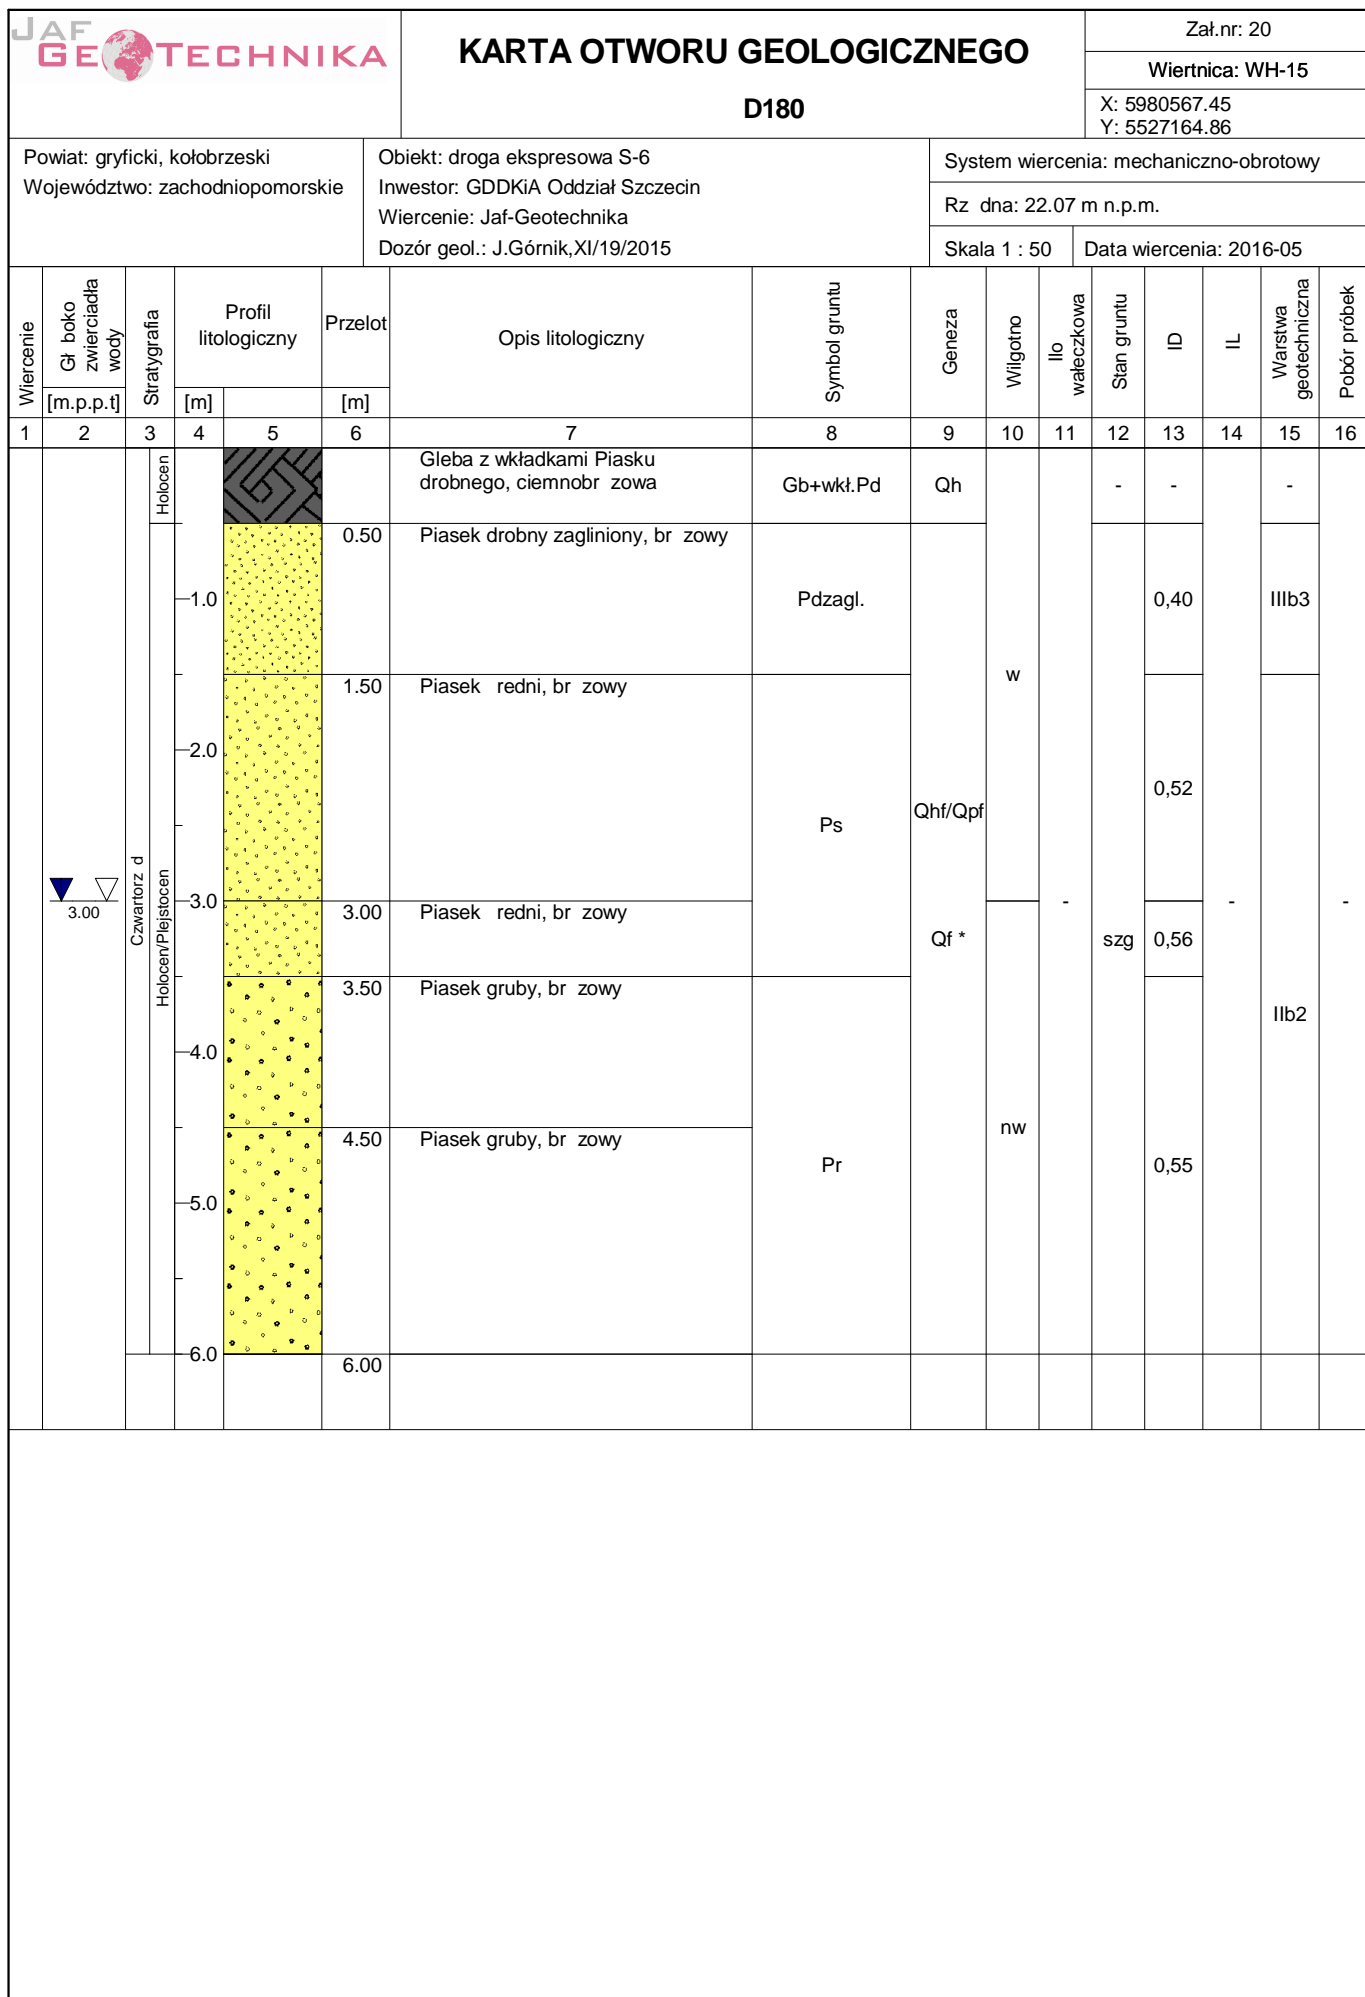 JAF
GEOTECHNIKA
KARTA OTWORU GEOLOGICZNEGO
D180
Zał.nr: 20
Wiertnica: WH-15
X: 5980567.45
Y: 5527164.86
Powiat: gryficki, kołobrzeski
Województwo: zachodniopomorskie
Obiekt: droga ekspresowa S-6
Inwestor: GDDKiA Oddział Szczecin
Wiercenie: Jaf-Geotechnika
Dozór geol.: J.Górnik,XI/19/2015
System wiercenia: mechaniczno-obrotowy
Rz dna: 22.07 m n.p.m.
Skala 1 : 50
Data wiercenia: 2016-05
Wiercenie
Gł boko
zwierciadła
wody
[m.p.p.t]
Stratygrafia
Profil
litologiczny
[m]
Przelot
[m]
Opis litologiczny
Symbol gruntu
Geneza
Wilgotno
Ilo
wałeczkowa
Stan gruntu
ID
IL
Warstwa
geotechniczna
Pobór próbek
1 2 3 4 5 6 7 8 9 10 11 12 13 14 15 16
Holocen
Gleba z wkładkami Piasku
drobnego, ciemnobr zowa
Gb+wkł.Pd
Qh
- - -
0.50 Piasek drobny zagliniony, br zowy
1.0
Pdzagl.
0,40
IIIb3
w
1.50 Piasek redni, br zowy
2.0
0,52
Ps
Qhf/Qpf
Czwartorz d
Holocen/Plejstocen
3.00
3.0
3.00 Piasek redni, br zowy
- - -
Qf *
szg
0,56
3.50 Piasek gruby, br zowy
IIb2
4.0
nw
4.50 Piasek gruby, br zowy
Pr
0,55
5.0
6.0
6.00